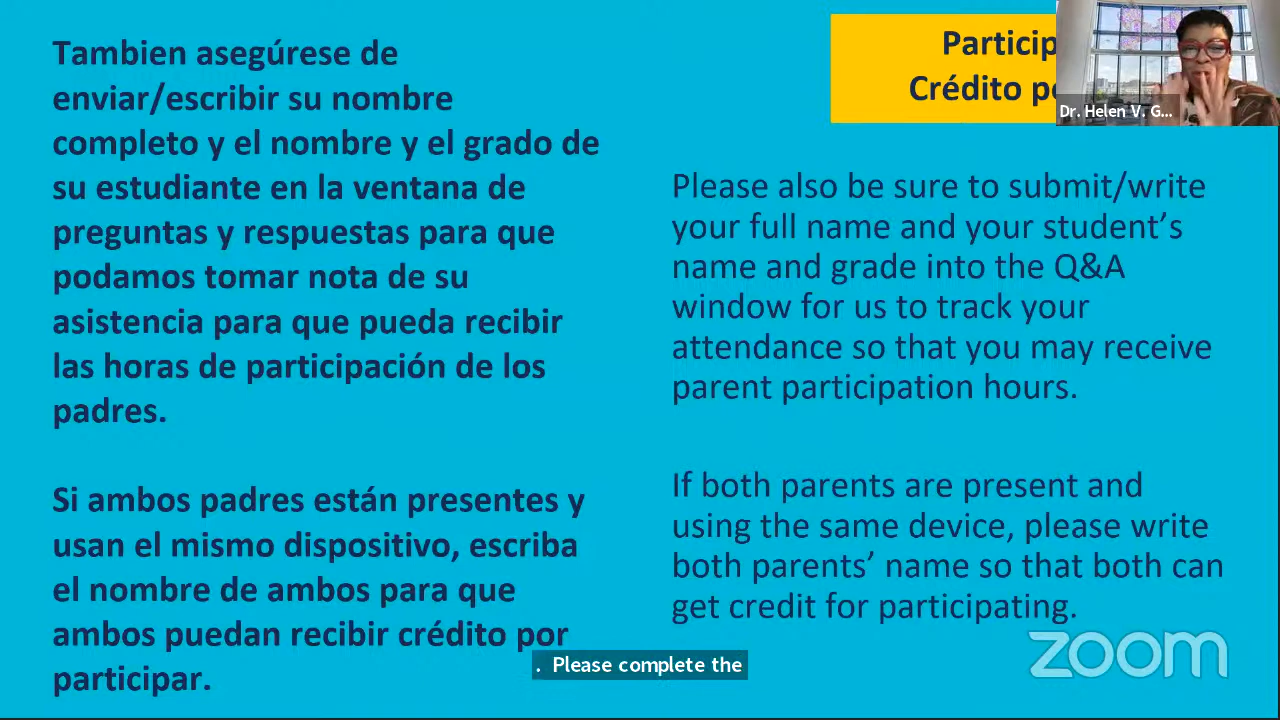 Tambien asegúrese de
enviar/escribir su nombre
completo y el nombre y el grado de
su estudiante en la ventana de
preguntas y respuestas para que
podamos tomar nota de su
asistencia para que pueda recibir
las horas de participación de los
padres.
Si ambos padres están presentes y
usan el mismo dispositivo, escriba
el nombre de ambos para que
ambos puedan recibir crédito por
participar.
Crédito
Dr. Helen V. G...
Please also be sure to submit/write
your full name and your student’s
name and grade into the Q&A
window for us to track your
attendance so that you may receive
parent participation hours.
If both parents are present and
using the same device, please write
both parents’ name so that both can
get credit for participating.
. Please complete the
zoom